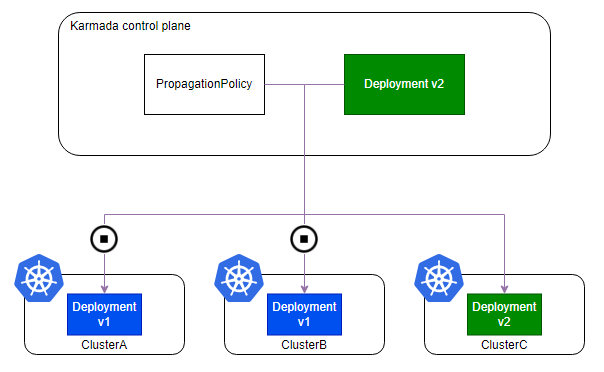 Karmada control plane
PropagationPolicy
Deployment v2
Deployment
v1
ClusterA
Deployment
v1
ClusterB
Deployment
v2
ClusterC